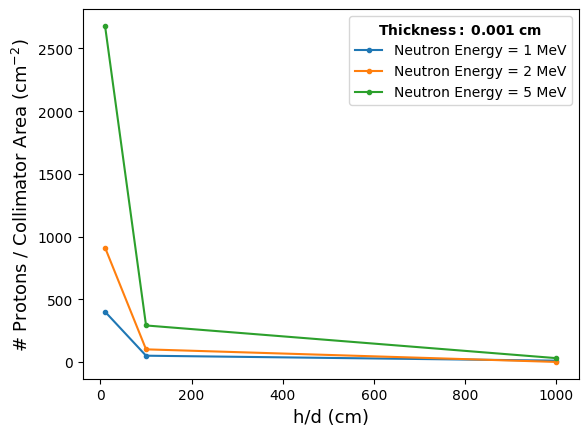 Thickness: 0.001 cm
Neutron Energy = 1 MeV
Neutron Energy = 2 MeV
Neutron Energy = 5 MeV
# Protons / Collimator Area (cm⁻²)
2500
2000
1500
1000
500
0
0 200 400 600 800 1000
h/d (cm)